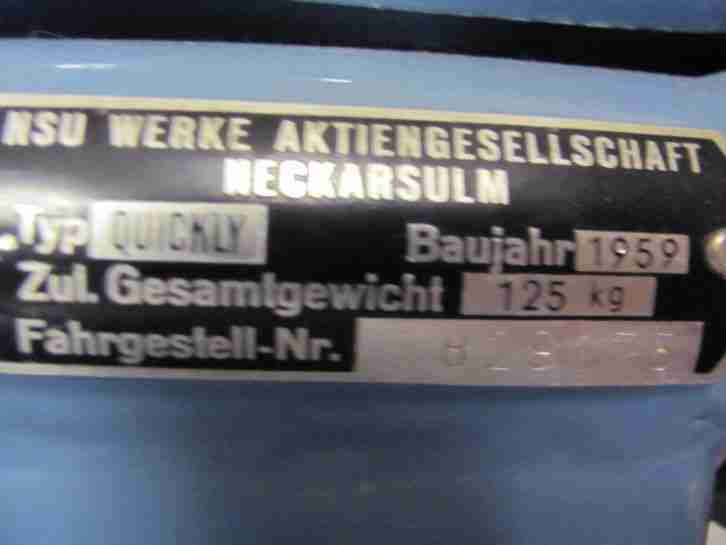 NSU WERKE AKTIENGESELLSCHAFT
NECKARSULM
Typ QUICKLY Baujahr 1959
Zul. Gesamtgewicht 125 kg
Fahrgestell-Nr.